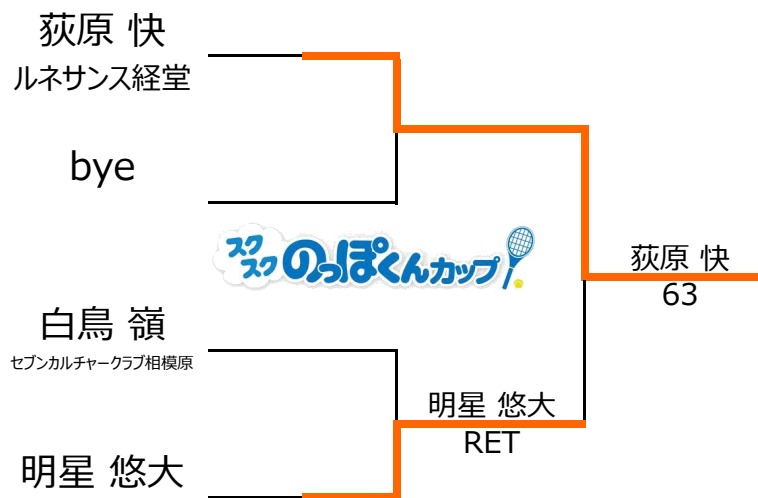 荻原 快
ルネサンス経堂
bye
スクスク のっぽくんカップ
荻原 快
63
白鳥 嶺
セブンカルチャークラブ相模原
明星 悠大
RET
明星 悠大